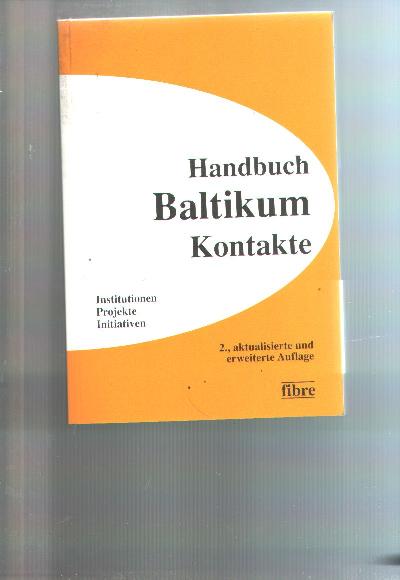 Handbuch
Baltikum
Kontakte
Institutionen
Projekte
Initiativen
2., aktualisierte und
erweiterte Auflage
fibre